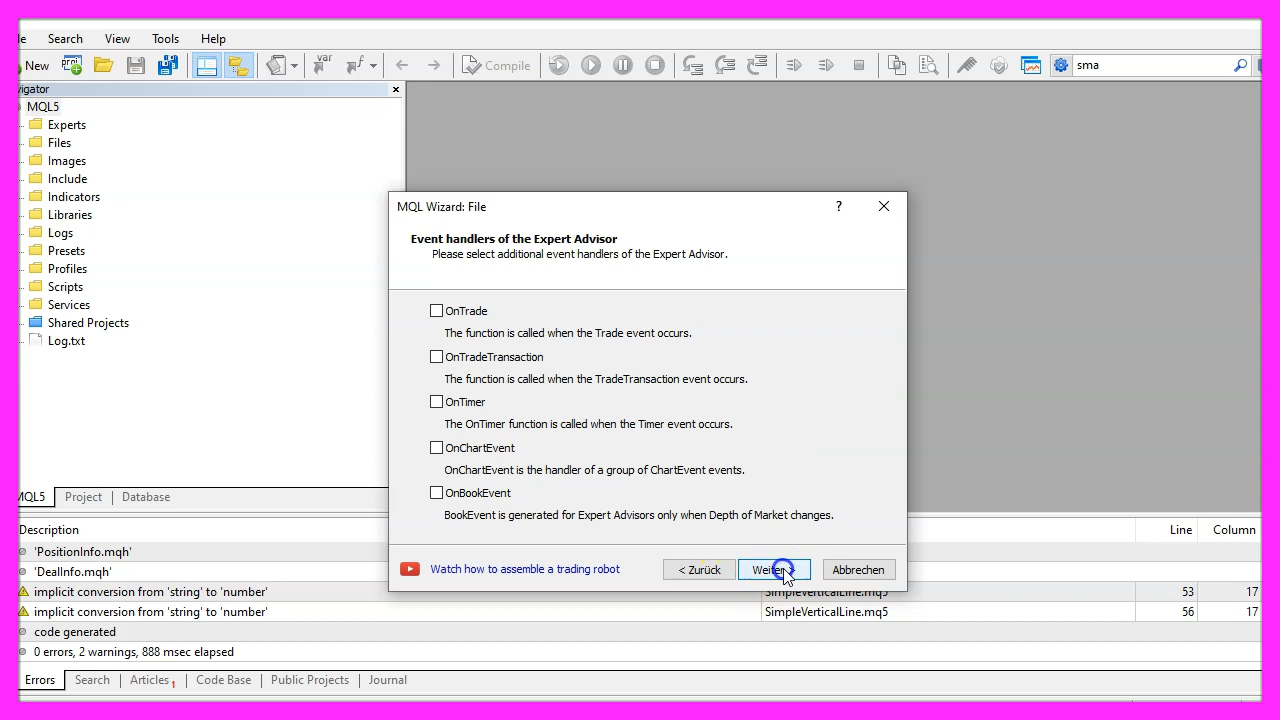 Search View Tools Help
New Compile sma
MQL5
Experts
Files
Images
Include
Indicators
Libraries
Logs
Presets
Profiles
Scripts
Services
Shared Projects
Log.txt
MQL Wizard: File ?
Event handlers of the Expert Advisor
Please select additional event handlers of the Expert Advisor.
OnTrade
The function is called when the Trade event occurs.
OnTradeTransaction
The function is called when the TradeTransaction event occurs.
OnTimer
The OnTimer function is called when the Timer event occurs.
OnChartEvent
OnChartEvent is the handler of a group of ChartEvent events.
OnBookEvent
BookEvent is generated for Expert Advisors only when Depth of Market changes.
Watch how to assemble a trading robot < Zurück Weiter Abbrechen
MQL5 Project Database
Description Line Column
'PositionInfo.mqh'
'DealInfo.mqh'
implicit conversion from 'string' to 'number' SimpleVerticalLine.mq5 53 17
implicit conversion from 'string' to 'number' SimpleVerticalLine.mq5 56 17
code generated
0 errors, 2 warnings, 888 msec elapsed
Errors Search Articles 1 Code Base Public Projects Journal